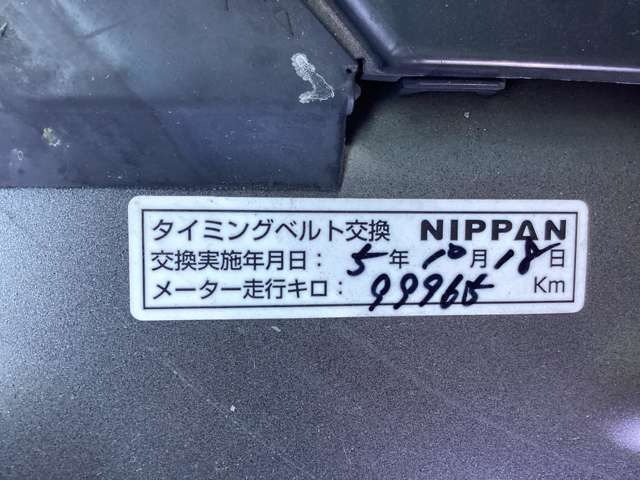 タイミングベルト交換 NIPPAN
交換実施年月日：5年10月18日
メーター走行キロ：99965 Km